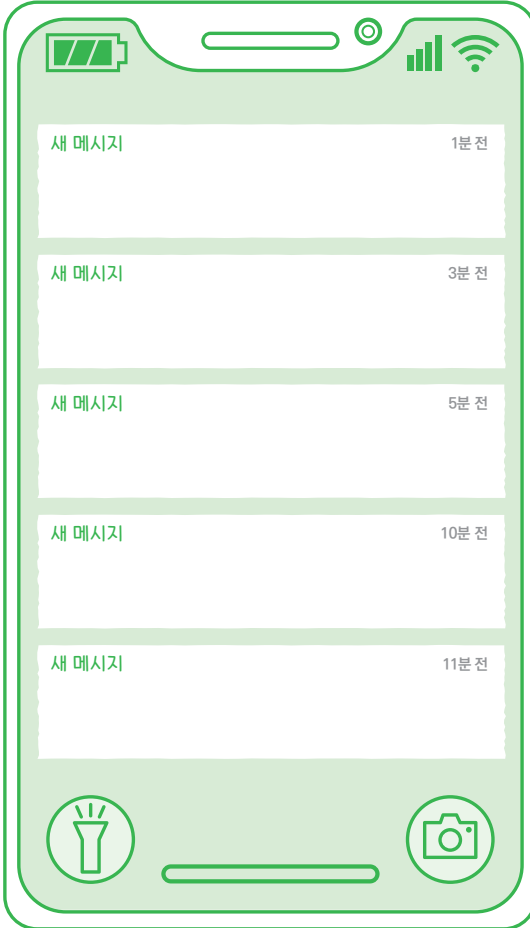 새 메시지 1분 전
새 메시지 3분 전
새 메시지 5분 전
새 메시지 10분 전
새 메시지 11분 전